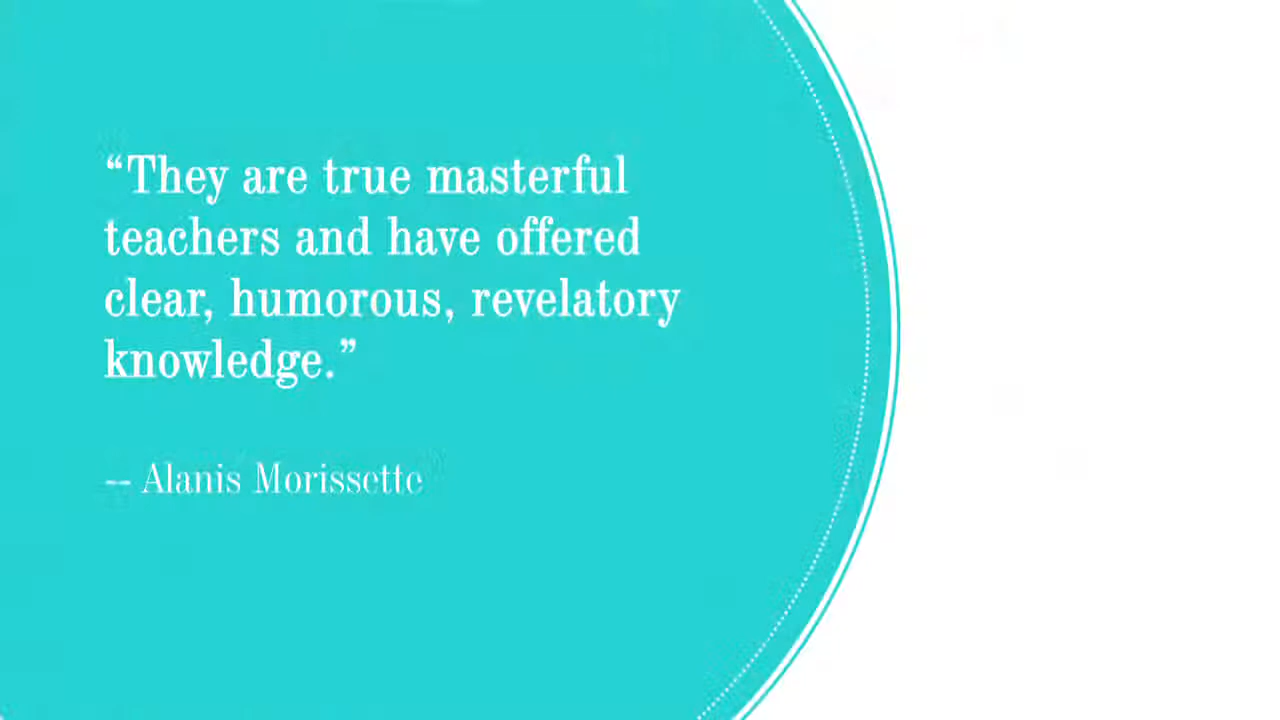 “They are true masterful
teachers and have offered
clear, humorous, revelatory
knowledge.”
-- Alanis Morissette